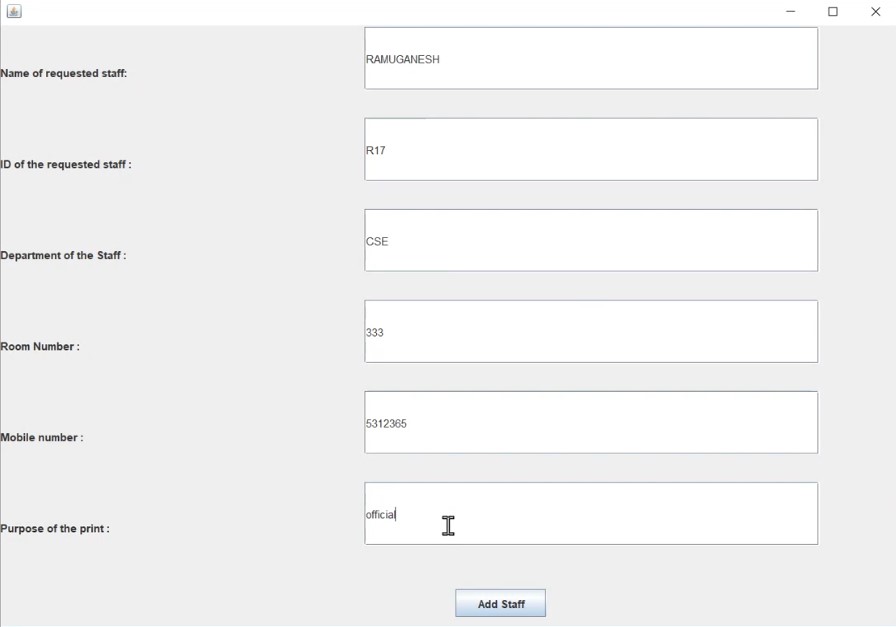 Name of requested staff:
RAMUGANESH
ID of the requested staff :
R17
Department of the Staff :
CSE
Room Number :
333
Mobile number :
5312365
Purpose of the print :
official
Add Staff